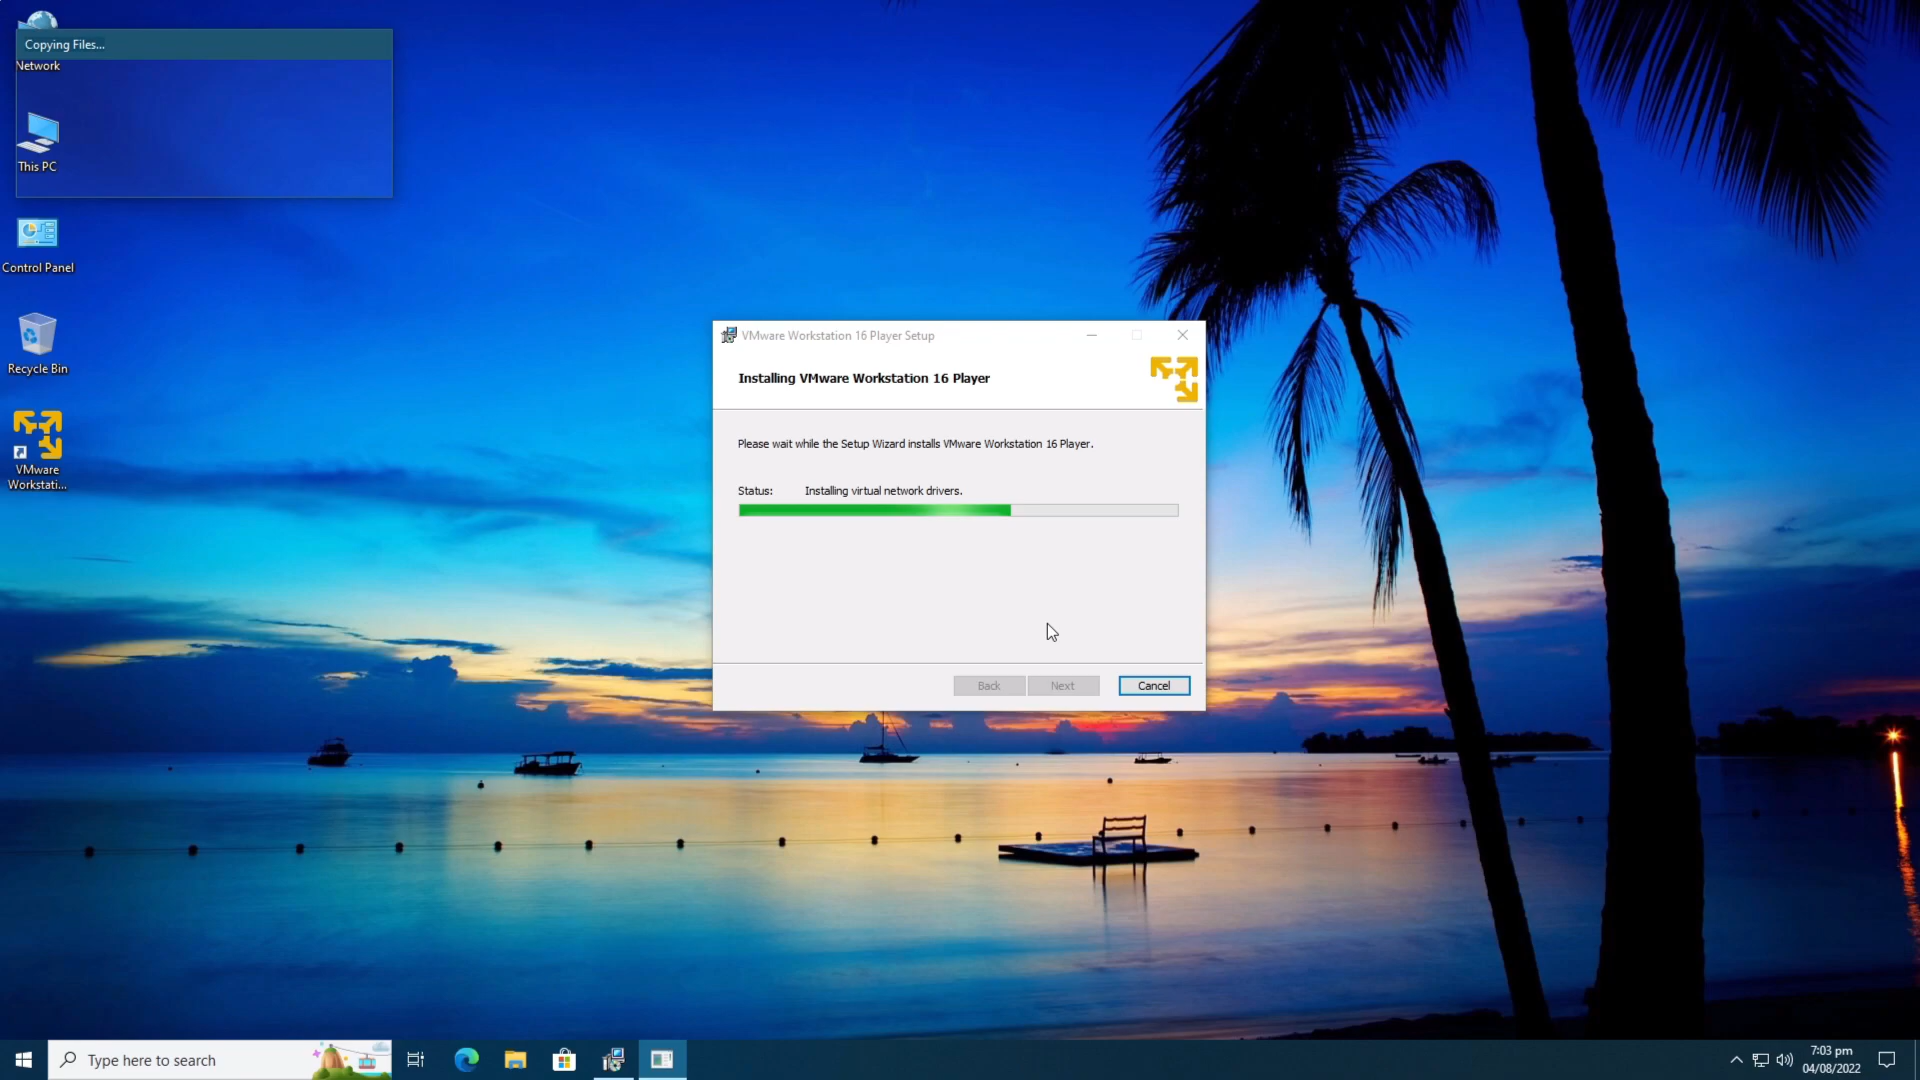 Copying Files...
Network
This PC
Control Panel
Recycle Bin
VMware
Workstati...
VMware Workstation 16 Player Setup
Installing VMware Workstation 16 Player
Please wait while the Setup Wizard installs VMware Workstation 16 Player.
Status: Installing virtual network drivers.
Back Next Cancel
Type here to search
7:03 pm
04/08/2022